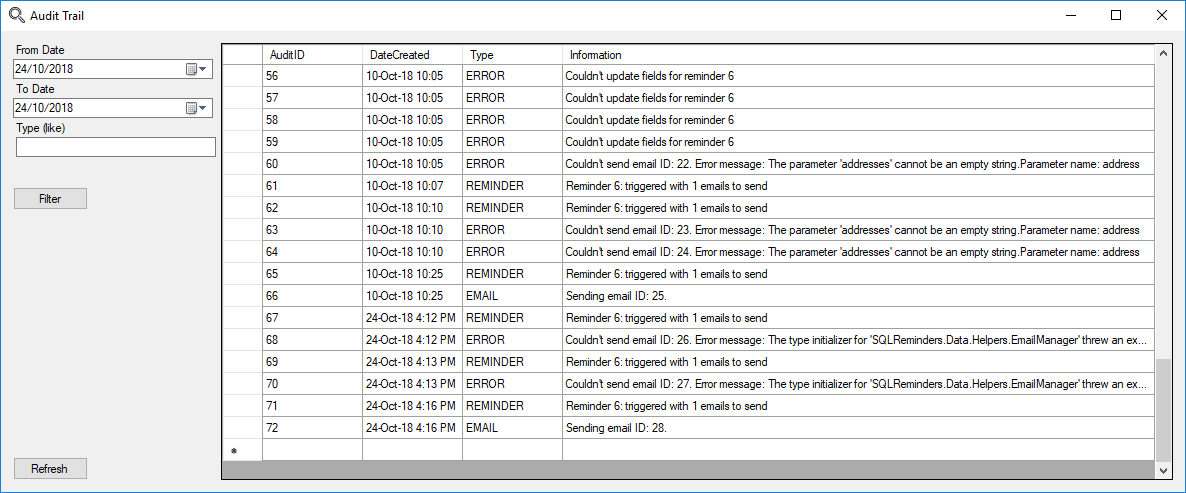 Audit Trail
From Date
24/10/2018
To Date
24/10/2018
Type (like)
Filter
Refresh
AuditID DateCreated Type Information
56 10-Oct-18 10:05 ERROR Couldn't update fields for reminder 6
57 10-Oct-18 10:05 ERROR Couldn't update fields for reminder 6
58 10-Oct-18 10:05 ERROR Couldn't update fields for reminder 6
59 10-Oct-18 10:05 ERROR Couldn't update fields for reminder 6
60 10-Oct-18 10:05 ERROR Couldn't send email ID: 22. Error message: The parameter 'addresses' cannot be an empty string.Parameter name: address
61 10-Oct-18 10:07 REMINDER Reminder 6: triggered with 1 emails to send
62 10-Oct-18 10:10 REMINDER Reminder 6: triggered with 1 emails to send
63 10-Oct-18 10:10 ERROR Couldn't send email ID: 23. Error message: The parameter 'addresses' cannot be an empty string.Parameter name: address
64 10-Oct-18 10:10 ERROR Couldn't send email ID: 24. Error message: The parameter 'addresses' cannot be an empty string.Parameter name: address
65 10-Oct-18 10:25 REMINDER Reminder 6: triggered with 1 emails to send
66 10-Oct-18 10:25 EMAIL Sending email ID: 25.
67 24-Oct-18 4:12 PM REMINDER Reminder 6: triggered with 1 emails to send
68 24-Oct-18 4:12 PM ERROR Couldn't send email ID: 26. Error message: The type initializer for 'SQLReminders.Data.Helpers.EmailManager' threw an ex...
69 24-Oct-18 4:13 PM REMINDER Reminder 6: triggered with 1 emails to send
70 24-Oct-18 4:13 PM ERROR Couldn't send email ID: 27. Error message: The type initializer for 'SQLReminders.Data.Helpers.EmailManager' threw an ex...
71 24-Oct-18 4:16 PM REMINDER Reminder 6: triggered with 1 emails to send
72 24-Oct-18 4:16 PM EMAIL Sending email ID: 28.